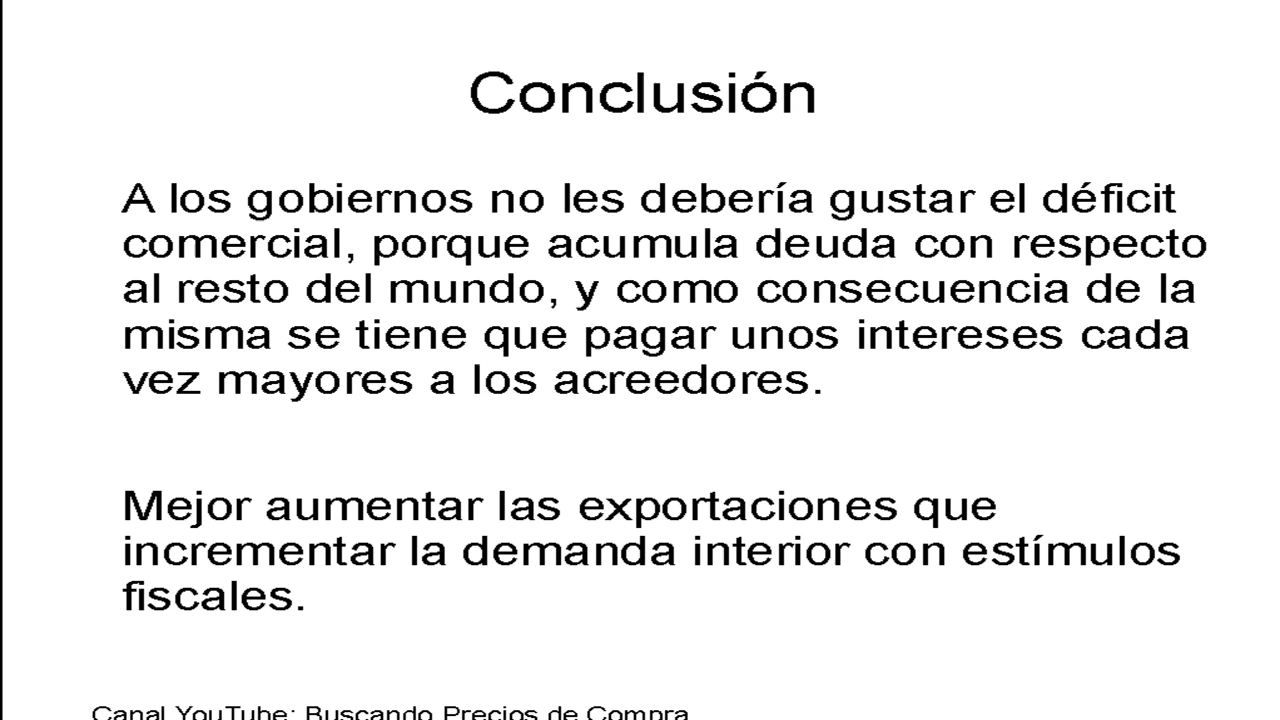 Conclusión
A los gobiernos no les debería gustar el déficit
comercial, porque acumula deuda con respecto
al resto del mundo, y como consecuencia de la
misma se tiene que pagar unos intereses cada
vez mayores a los acreedores.
Mejor aumentar las exportaciones que
incrementar la demanda interior con estímulos
fiscales.
Canal YouTube: Buscando Precios de Compra